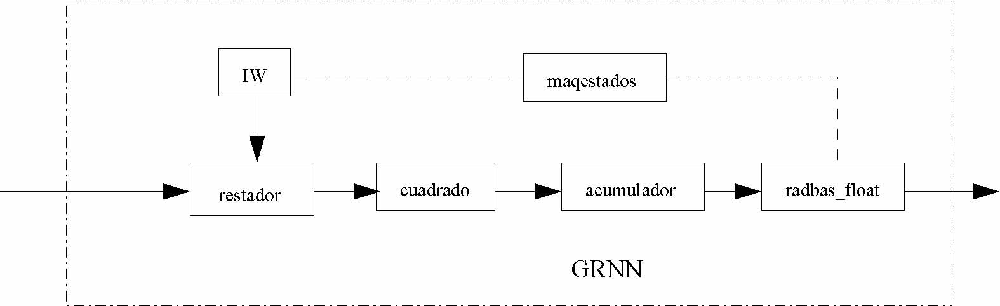 IW
maqestados
restador
cuadrado
acumulador
radbas_float
GRNN